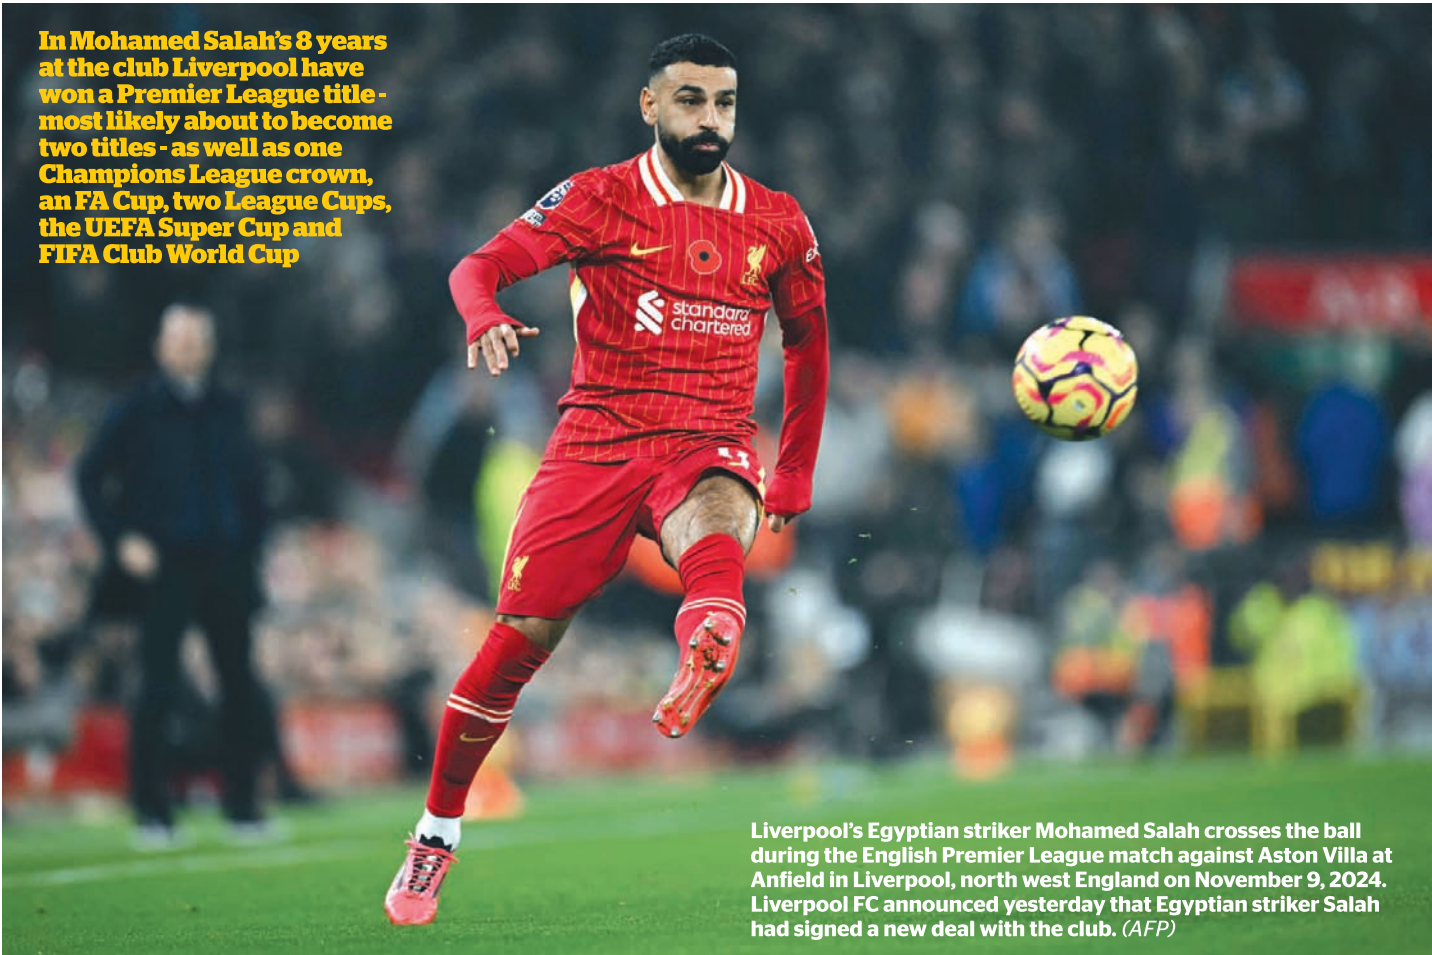 In Mohamed Salah's 8 years
at the club Liverpool have
won a Premier League title -
most likely about to become
two titles - as well as one
Champions League crown,
an FA Cup, two League Cups,
the UEFA Super Cup and
FIFA Club World Cup
standard
chartered
L.F.C.
Liverpool's Egyptian striker Mohamed Salah crosses the ball
during the English Premier League match against Aston Villa at
Anfield in Liverpool, north west England on November 9, 2024.
Liverpool FC announced yesterday that Egyptian striker Salah
had signed a new deal with the club. (AFP)